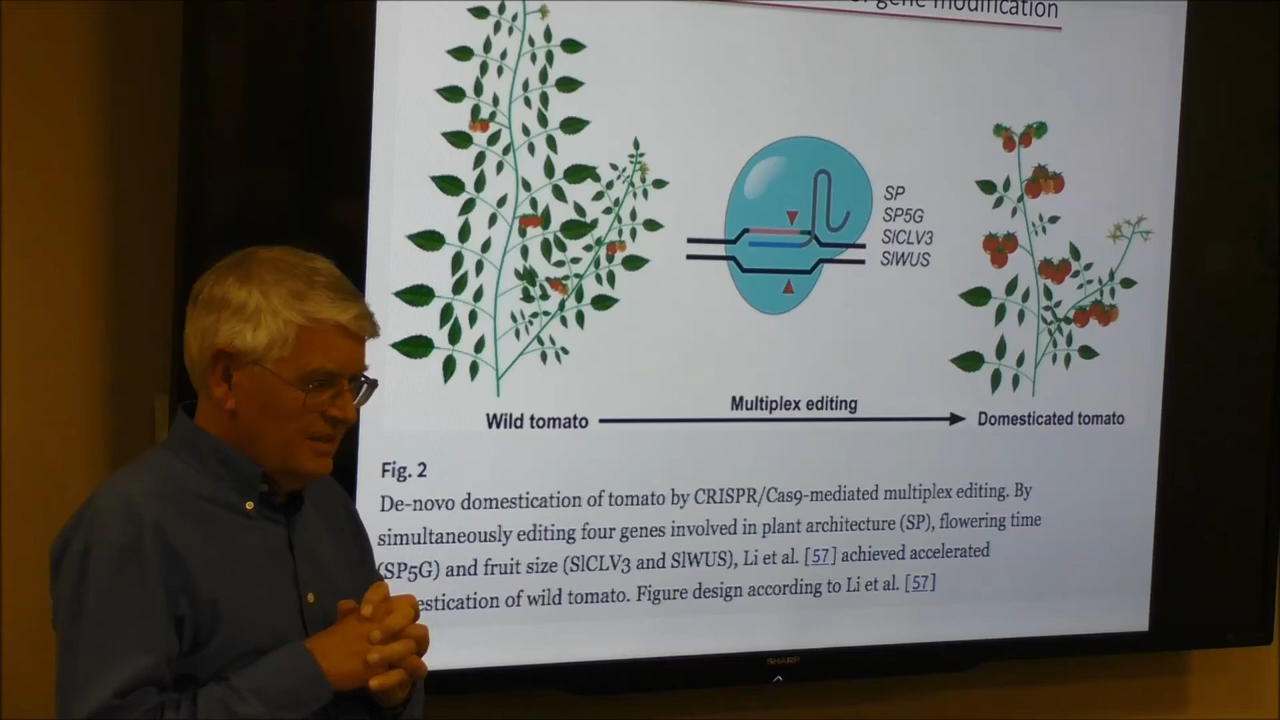 gene modification
SP
SP5G
SlCLV3
SlWUS
Multiplex editing
Wild tomato
Domesticated tomato
Fig. 2
De-novo domestication of tomato by CRISPR/Cas9-mediated multiplex editing. By
simultaneously editing four genes involved in plant architecture (SP), flowering time
(SP5G) and fruit size (SlCLV3 and SlWUS), Li et al. [57] achieved accelerated
estication of wild tomato. Figure design according to Li et al. [57]
SHARP